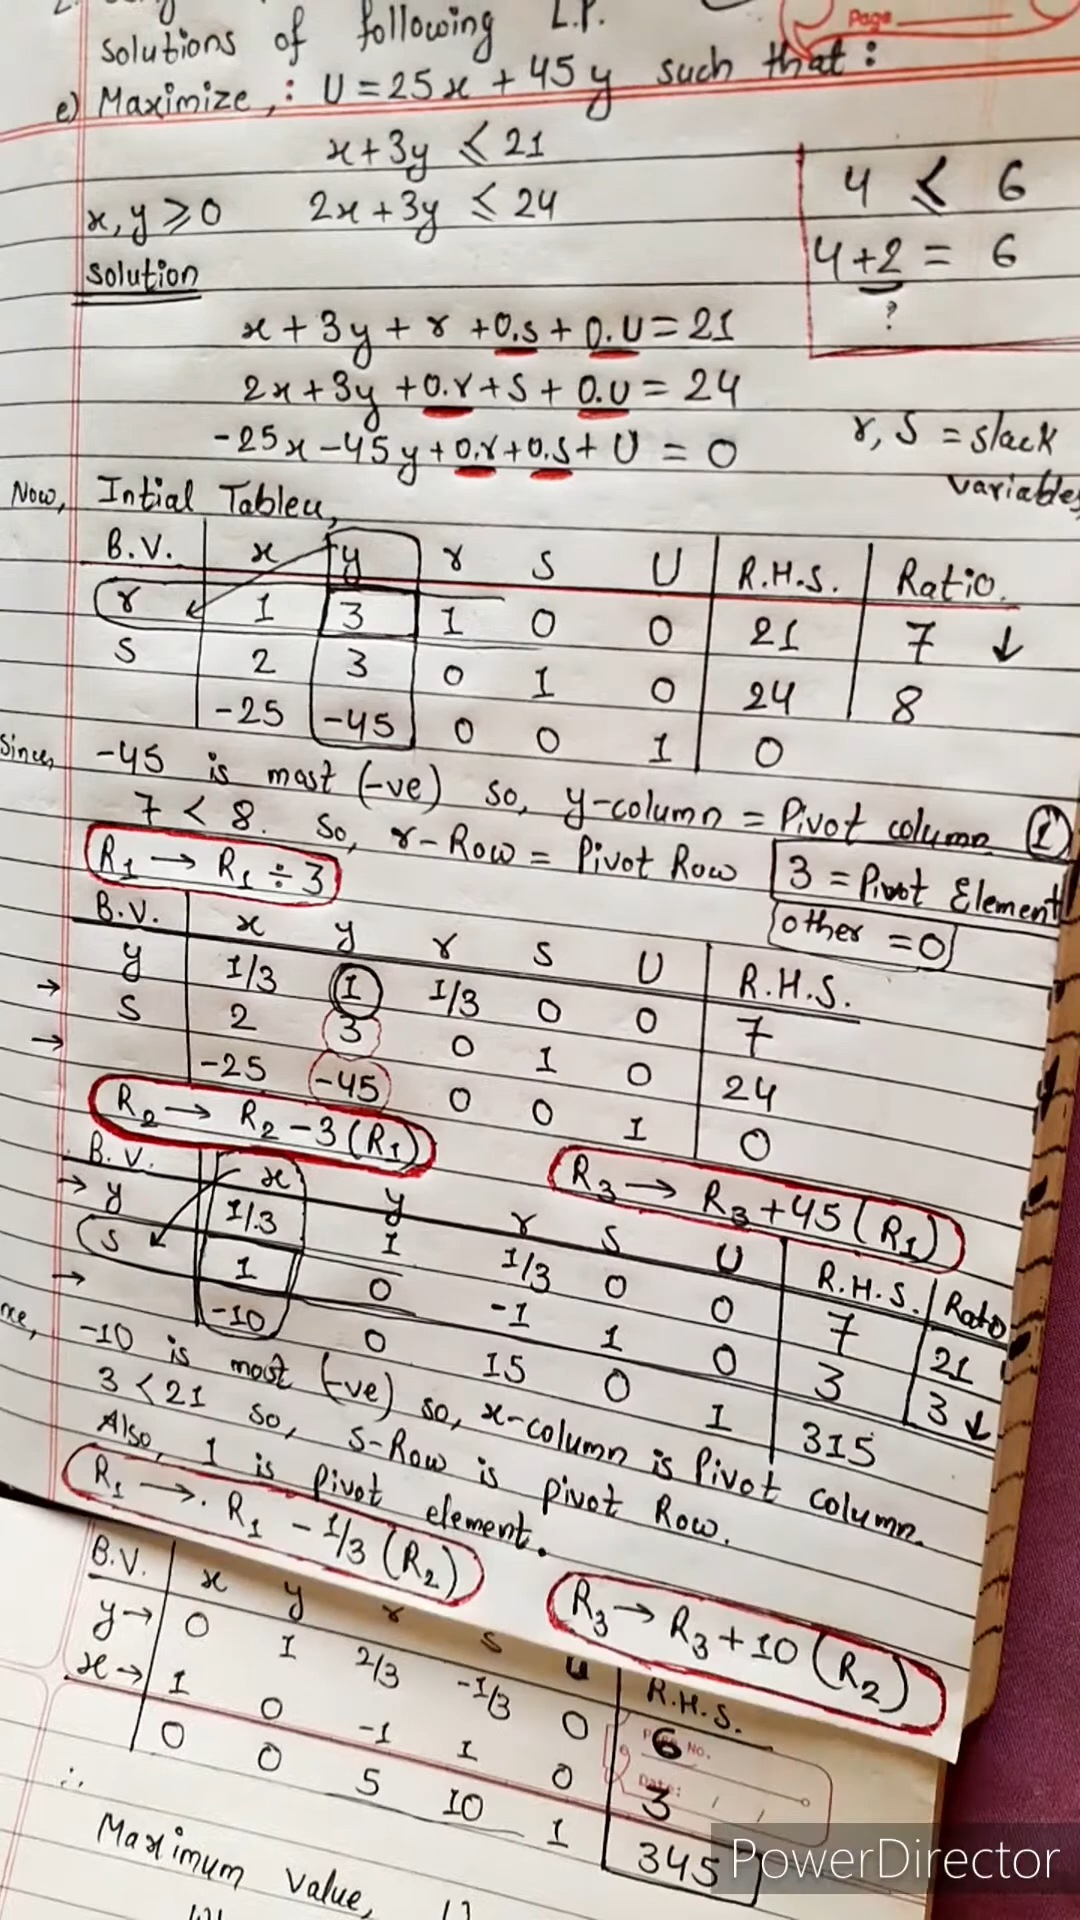 Page
solutions of following L.P.
e) Maximize, : U = 25x + 45y such that :
x + 3y ⩽ 21
x, y ⩾ 0 2x + 3y ⩽ 24
4 ⩽ 6
4 + 2 = 6
?
solution
x + 3y + r + 0.s + 0.U = 21
2x + 3y + 0.r + s + 0.U = 24
-25x - 45y + 0.r + 0.s + U = 0
r, s = slack variables
Now, Intial Tableu,
B.V. x y r s U R.H.S. Ratio.
r 1 3 1 0 0 21 7 ↓
s 2 3 0 1 0 24 8
-25 -45 0 0 1 0
Since, -45 is most (-ve) so, y-column = Pivot column. ①
7 < 8. so, r-Row = Pivot Row 3 = Pivot Element
other = 0
R₁ → R₁ ÷ 3
B.V. x y r s U R.H.S.
y 1/3 1 1/3 0 0 7
→ s 2 3 0 1 0 24
→ -25 -45 0 0 1 0
R₂ → R₂ - 3 (R₁) R₃ → R₃ + 45 (R₁)
B.V. x y r s U R.H.S. Ratio
→ y 1/3 1 1/3 0 0 7 21
s 1 0 -1 1 0 3 3 ↓
→ -10 0 15 0 1 315
-10 is most (-ve) so, x-column is Pivot column.
3 < 21 so, s-Row is pivot Row.
Also, 1 is pivot element.
R₁ → R₁ - 1/3 (R₂) R₃ → R₃ + 10 (R₂)
B.V. x y r s u R.H.S.
y → 0 1 2/3 -1/3 0 6
x → 1 0 -1 1 0 3
0 0 5 10 1 345
No.
Date:
∴ Maximum value,
PowerDirector